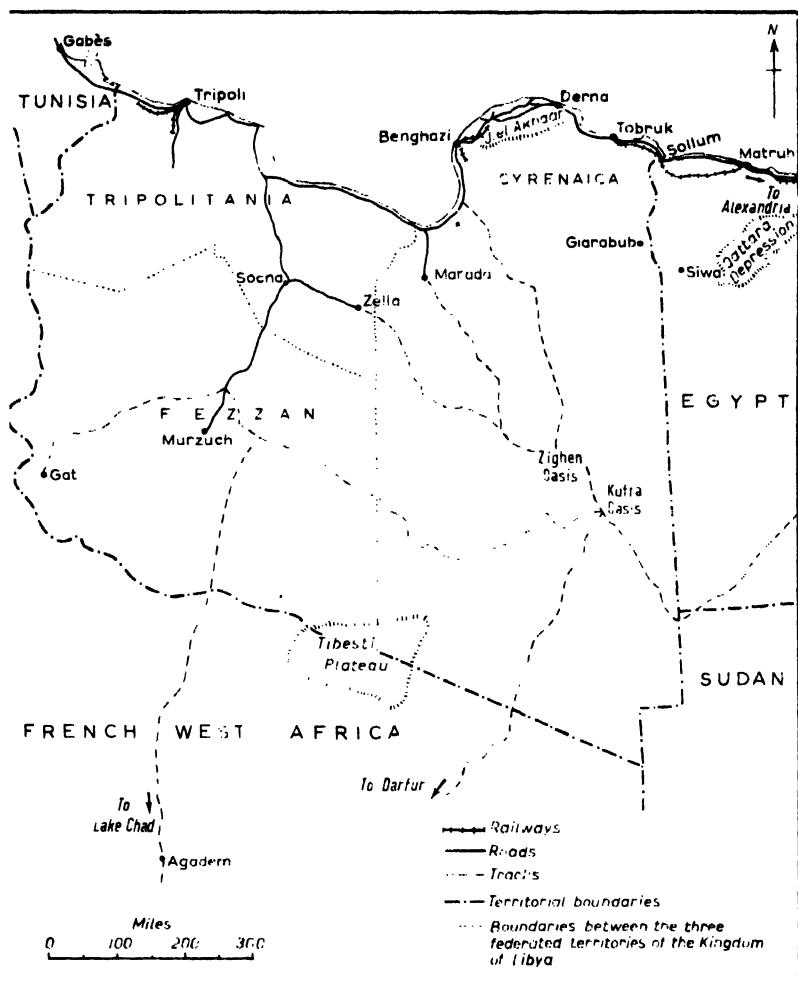 N
Gabès
TUNISIA
Tripoli
Derna
Benghazi
J. el Akhdar
Tobruk
Sollum
Matruh
To
Alexandria
TRIPOLITANIA
CYRENAICA
Giarabub
Siwa
Qattara
Depression
Socna
Marada
Zella
EGYPT
FEZZAN
Murzuch
Gat
Zighen
Oasis
Kufra
Oasis
Tibesti
Plateau
SUDAN
FRENCH WEST AFRICA
To Darfur
To
Lake Chad
Agadem
Railways
Roads
Tracks
Territorial boundaries
Boundaries between the three
federated territories of the Kingdom
of Libya
Miles
0 100 200 300